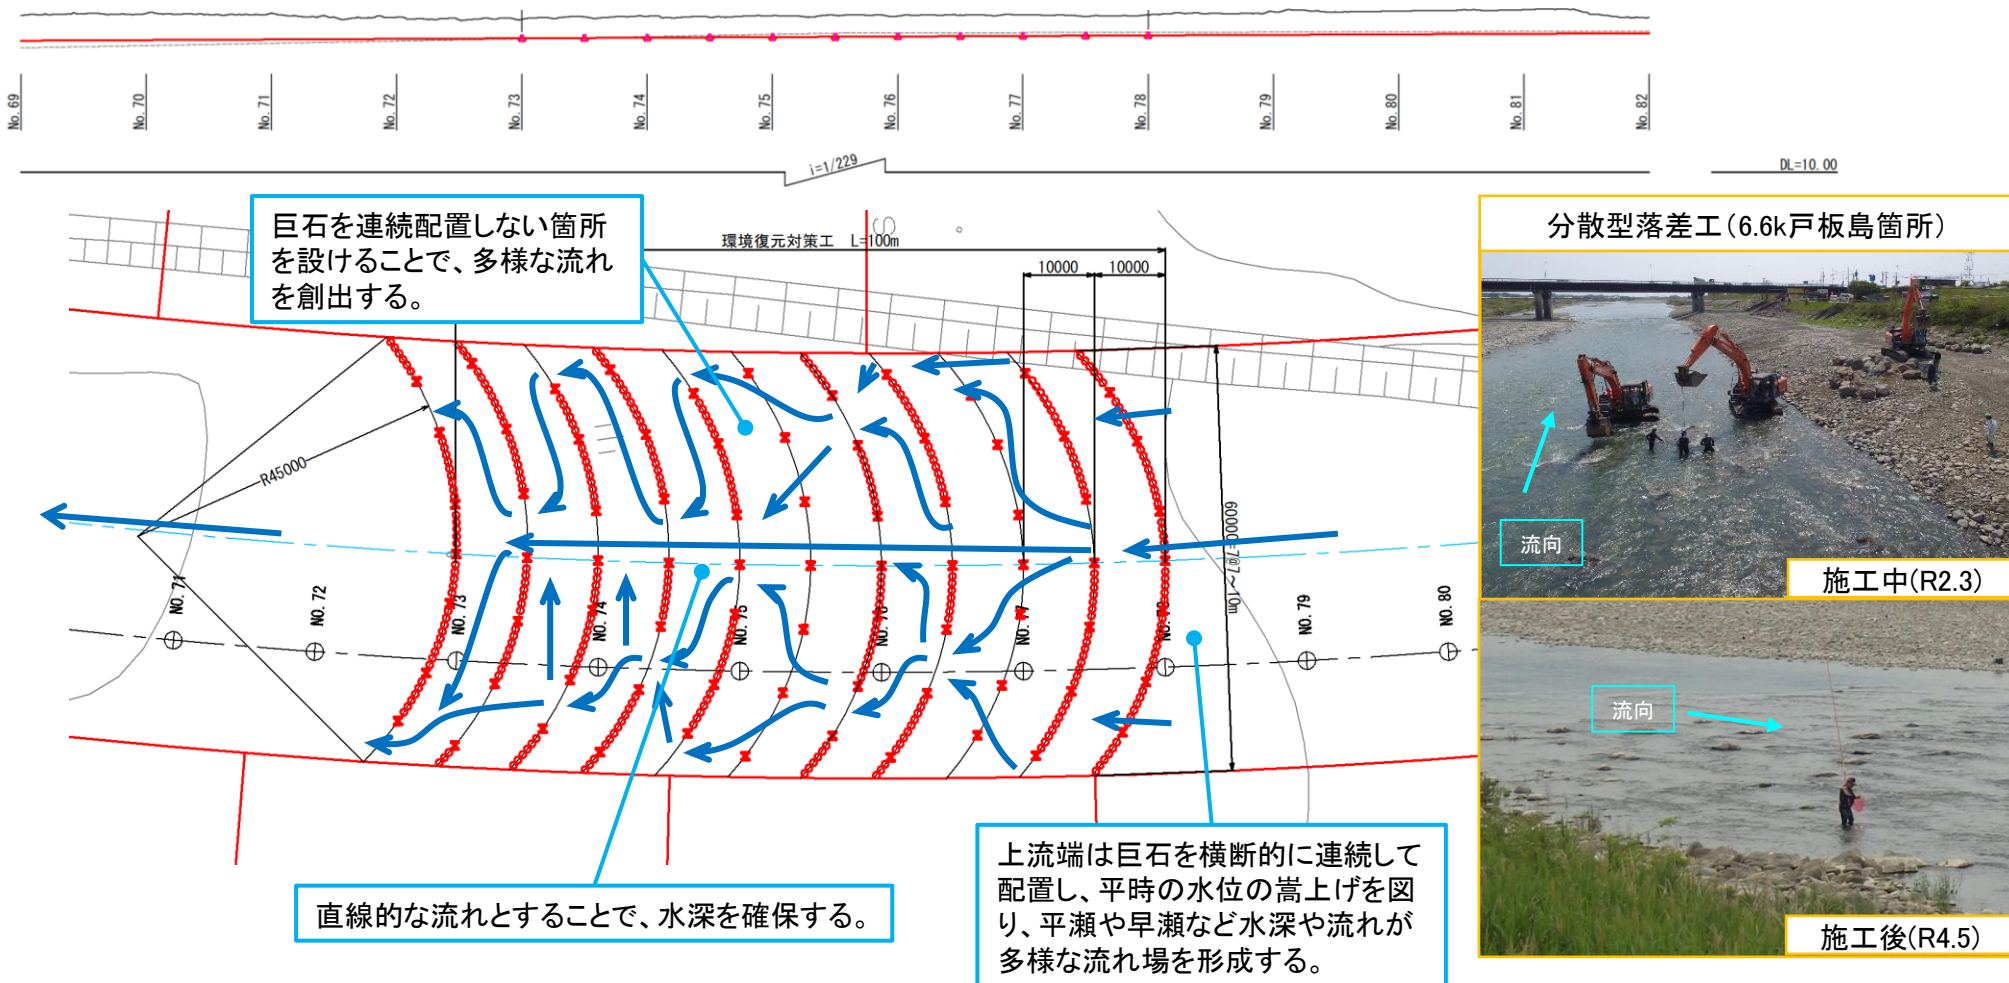 No.69
No.70
No.71
No.72
No.73
No.74
No.75
No.76
No.77
No.78
No.79
No.80
No.81
No.82
i=1/229
DL=10.00
巨石を連続配置しない箇所
を設けることで、多様な流れ
を創出する。
環境復元対策工 L=100m
10000
10000
R45000
NO.71
NO.72
NO.73
NO.74
NO.75
NO.76
NO.77
NO.79
NO.80
直線的な流れとすることで、水深を確保する。
上流端は巨石を横断的に連続して
配置し、平時の水位の嵩上げを図
り、平瀬や早瀬など水深や流れが
多様な流れ場を形成する。
分散型落差工(6.6k戸板島箇所)
流向
施工中(R2.3)
流向
施工後(R4.5)